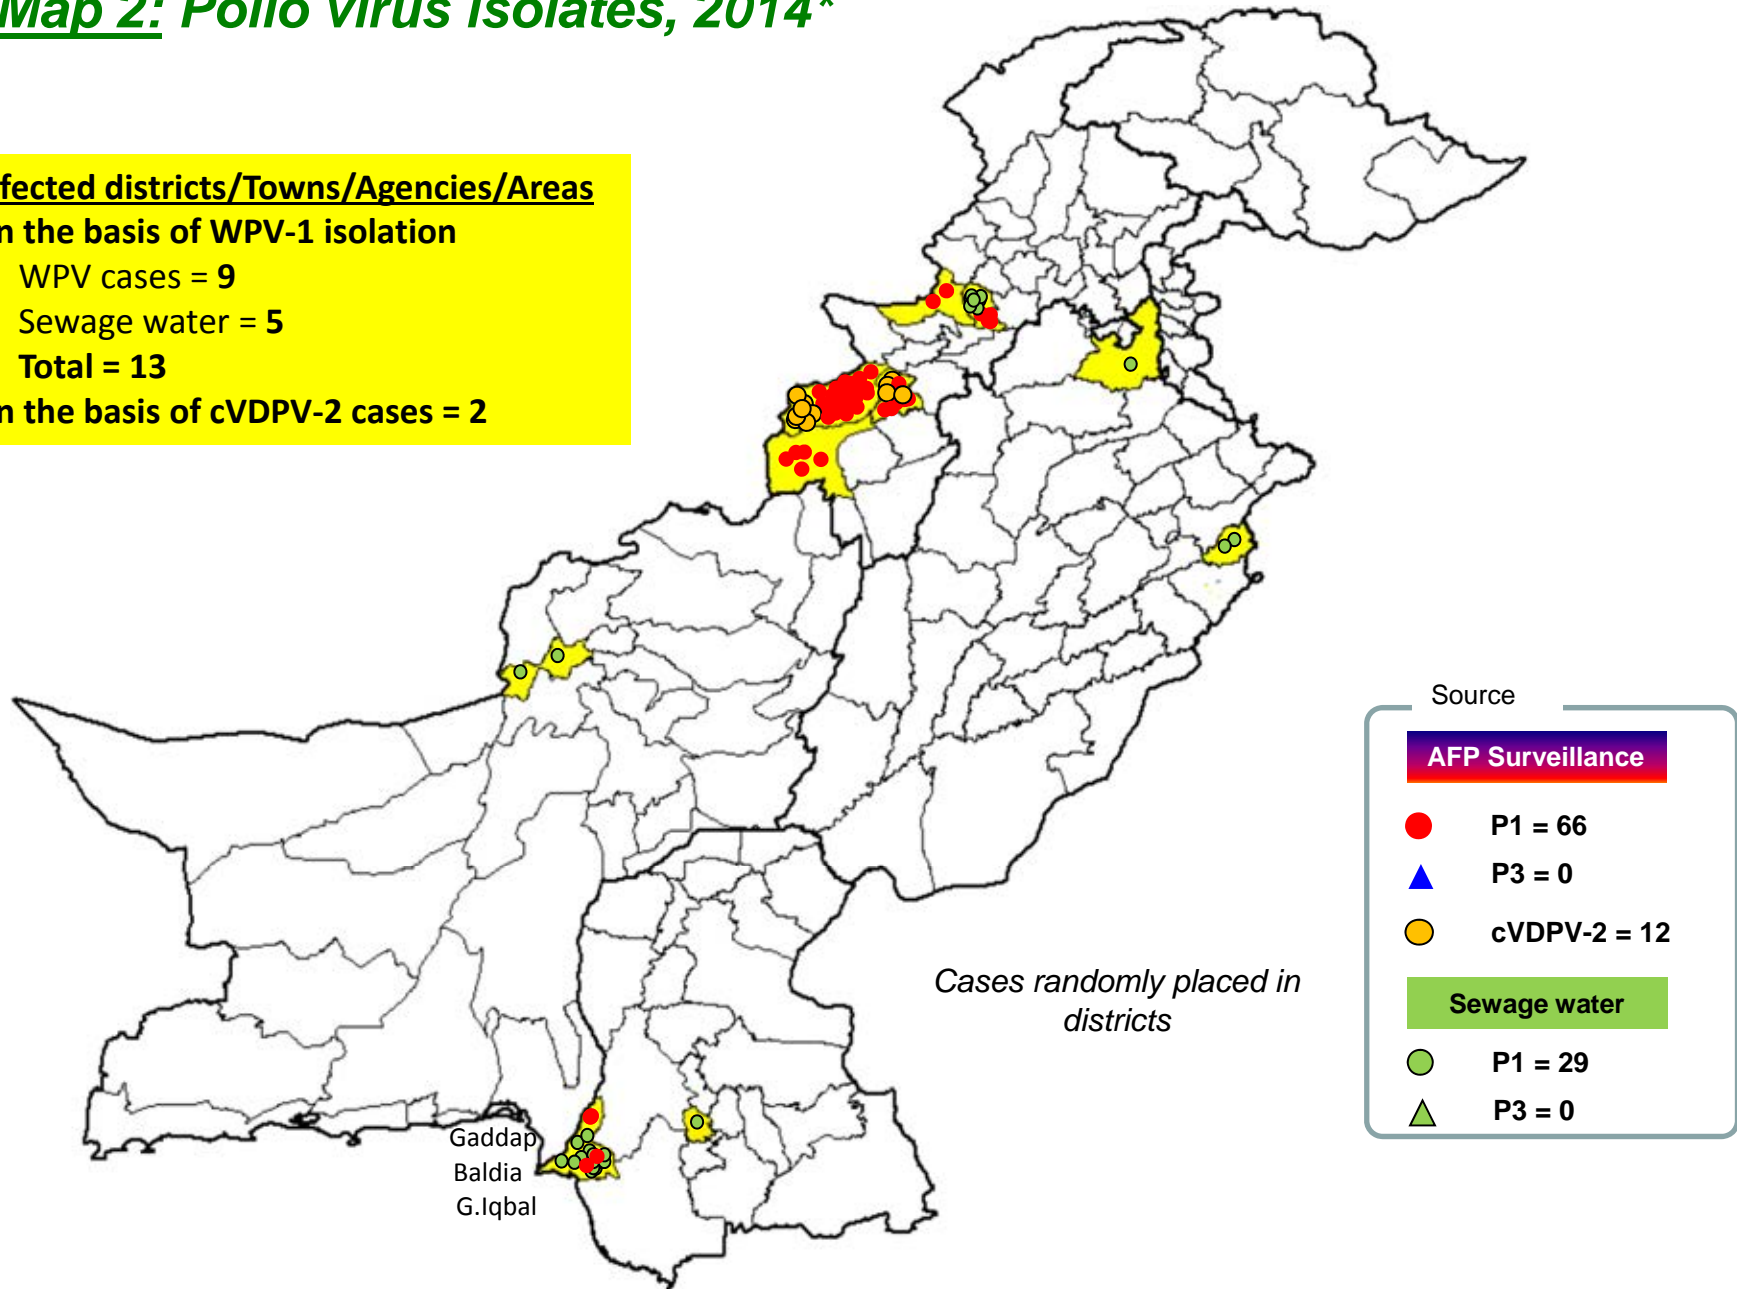 Map 2: Polio virus isolates, 2014*
fected districts/Towns/Agencies/Areas
n the basis of WPV-1 isolation
WPV cases = 9
Sewage water = 5
Total = 13
n the basis of cVDPV-2 cases = 2
Source
AFP Surveillance
P1 = 66
P3 = 0
cVDPV-2 = 12
Sewage water
P1 = 29
P3 = 0
Cases randomly placed in
districts
Gaddap
Baldia
G.Iqbal